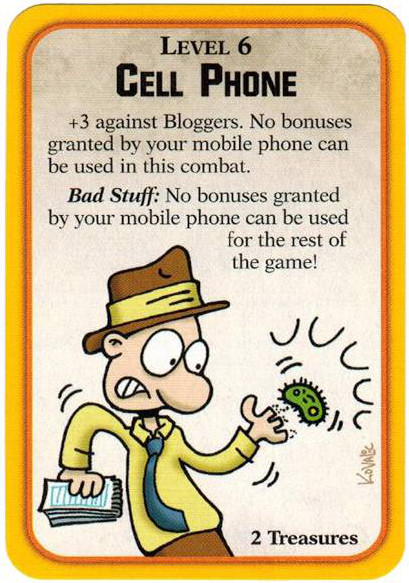 LEVEL 6
CELL PHONE
+3 against Bloggers. No bonuses
granted by your mobile phone can
be used in this combat.
Bad Stuff: No bonuses granted
by your mobile phone can be used
for the rest of
the game!
KOVALIC
2 Treasures